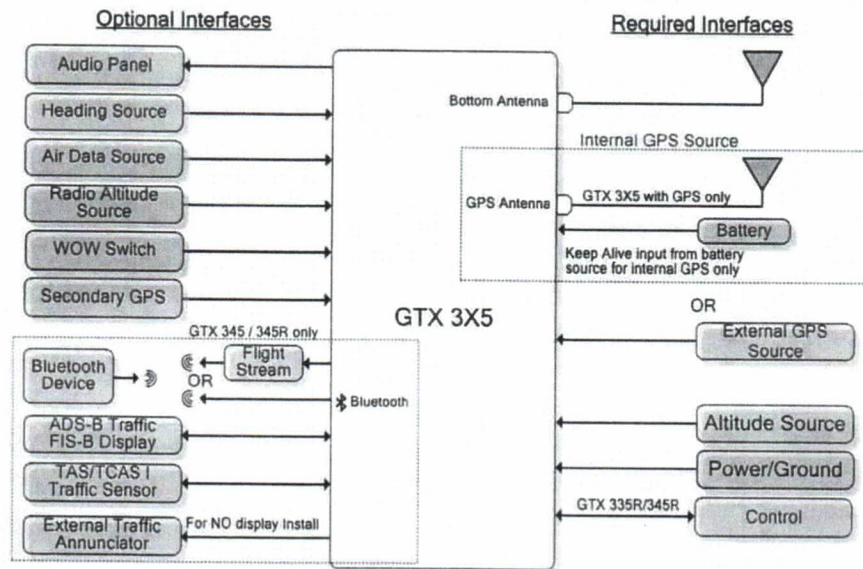 Optional Interfaces
Required Interfaces
Audio Panel
Heading Source
Air Data Source
Radio Altitude
Source
WOW Switch
Secondary GPS
GTX 345 / 345R only
Bluetooth
Device
Flight
Stream
OR
Bluetooth
ADS-B Traffic
FIS-B Display
TAS/TCAS I
Traffic Sensor
External Traffic
Annunciator
For NO display Install
GTX 3X5
Bottom Antenna
Internal GPS Source
GPS Antenna
GTX 3X5 with GPS only
Battery
Keep Alive input from battery
source for internal GPS only
OR
External GPS
Source
Altitude Source
Power/Ground
GTX 335R/345R
Control